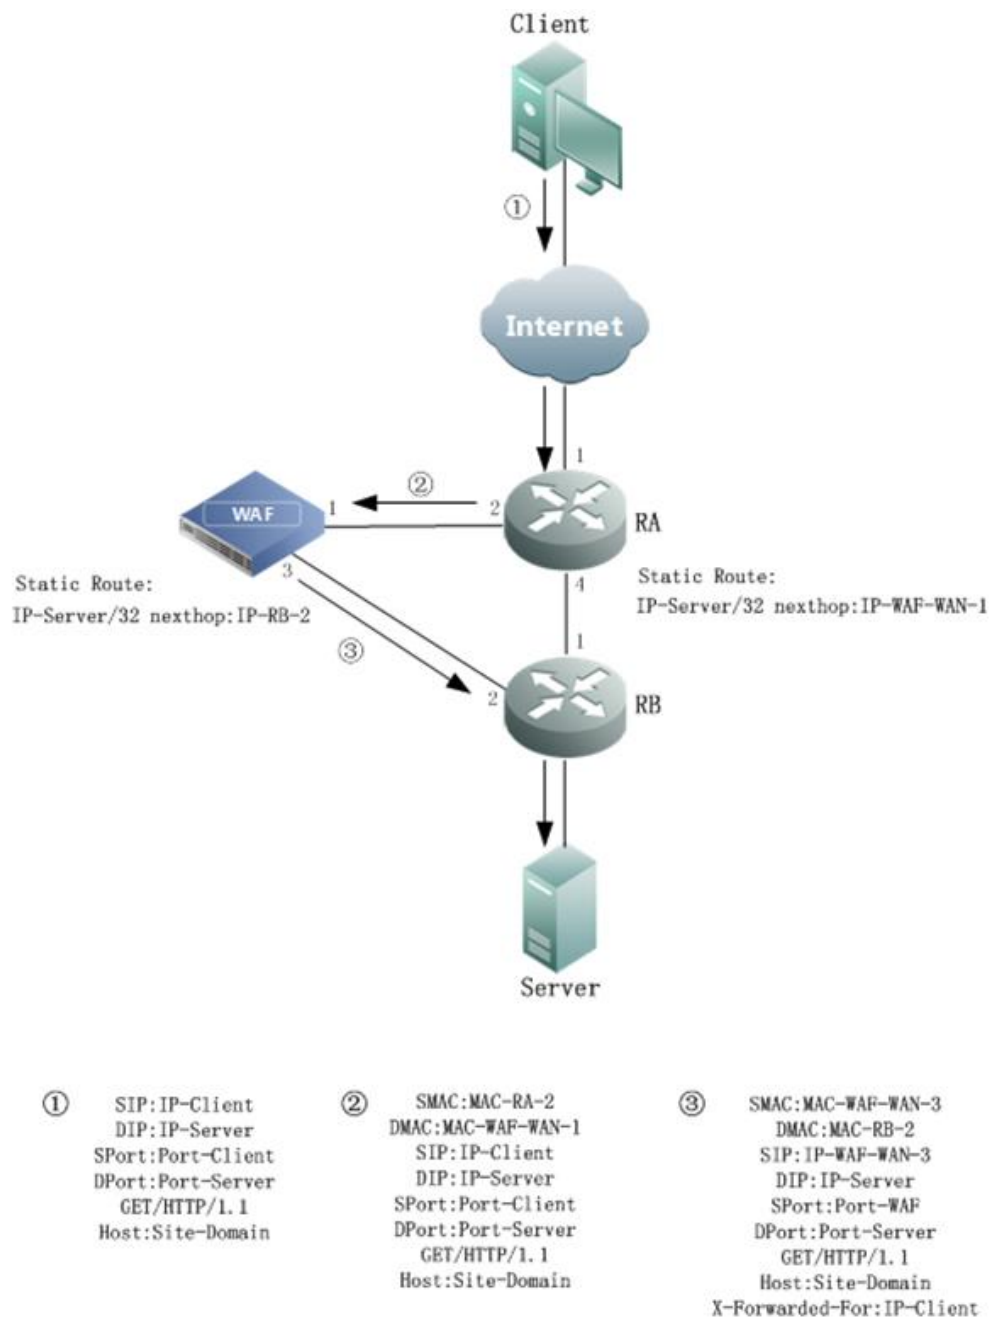 Client
①
Internet
1
②
WAF
1
2
RA
3
Static Route:
IP-Server/32 nexthop:IP-RB-2
4
Static Route:
IP-Server/32 nexthop:IP-WAF-WAN-1
③
1
2
RB
Server
①
SIP:IP-Client
DIP:IP-Server
SPort:Port-Client
DPort:Port-Server
GET/HTTP/1.1
Host:Site-Domain
②
SMAC:MAC-RA-2
DMAC:MAC-WAF-WAN-1
SIP:IP-Client
DIP:IP-Server
SPort:Port-Client
DPort:Port-Server
GET/HTTP/1.1
Host:Site-Domain
③
SMAC:MAC-WAF-WAN-3
DMAC:MAC-RB-2
SIP:IP-WAF-WAN-3
DIP:IP-Server
SPort:Port-WAF
DPort:Port-Server
GET/HTTP/1.1
Host:Site-Domain
X-Forwarded-For:IP-Client